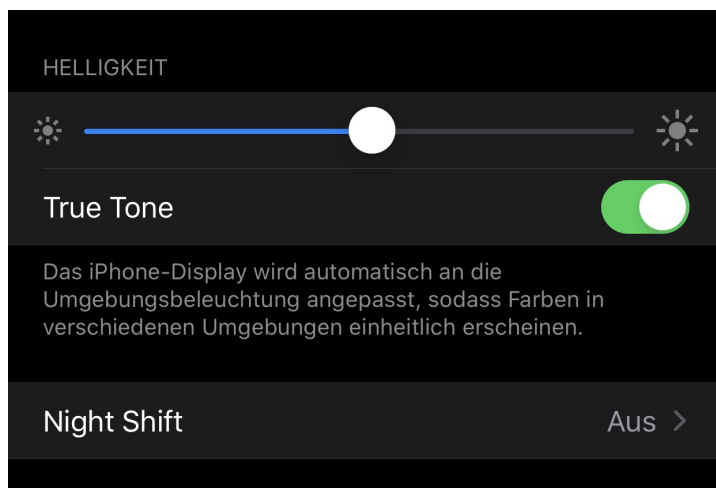 HELLIGKEIT
True Tone
Das iPhone-Display wird automatisch an die
Umgebungsbeleuchtung angepasst, sodass Farben in
verschiedenen Umgebungen einheitlich erscheinen.
Night Shift Aus